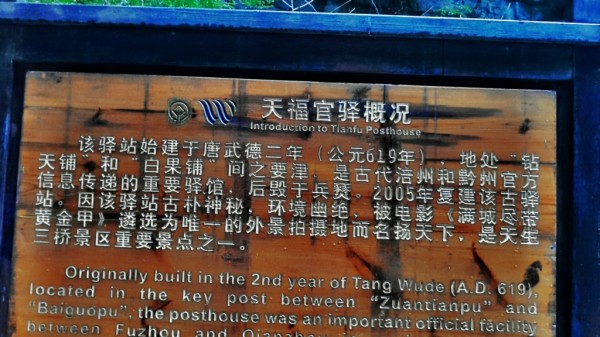 天福官驿概况
Introduction to Tianfu Posthouse
该驿站始建于唐武德二年（公元619年），地处“钻
天铺”和“白果铺”间之要津，是古代涪州和黔州官方
信息传递的重要驿馆，后毁于兵燹。2005年复建该古驿
站。因该驿站古朴神秘，环境幽绝，被电影《满城尽带
黄金甲》遴选为唯一的外景拍摄地而名扬天下，是天生
三桥景区重要景点之一。
Originally built in the 2nd year of Tang Wude (A.D. 619),
located in the key post between "Zuantianpu" and
"Baiguopu", the posthouse was an important official facility
between Fuzhou and Qianzhou